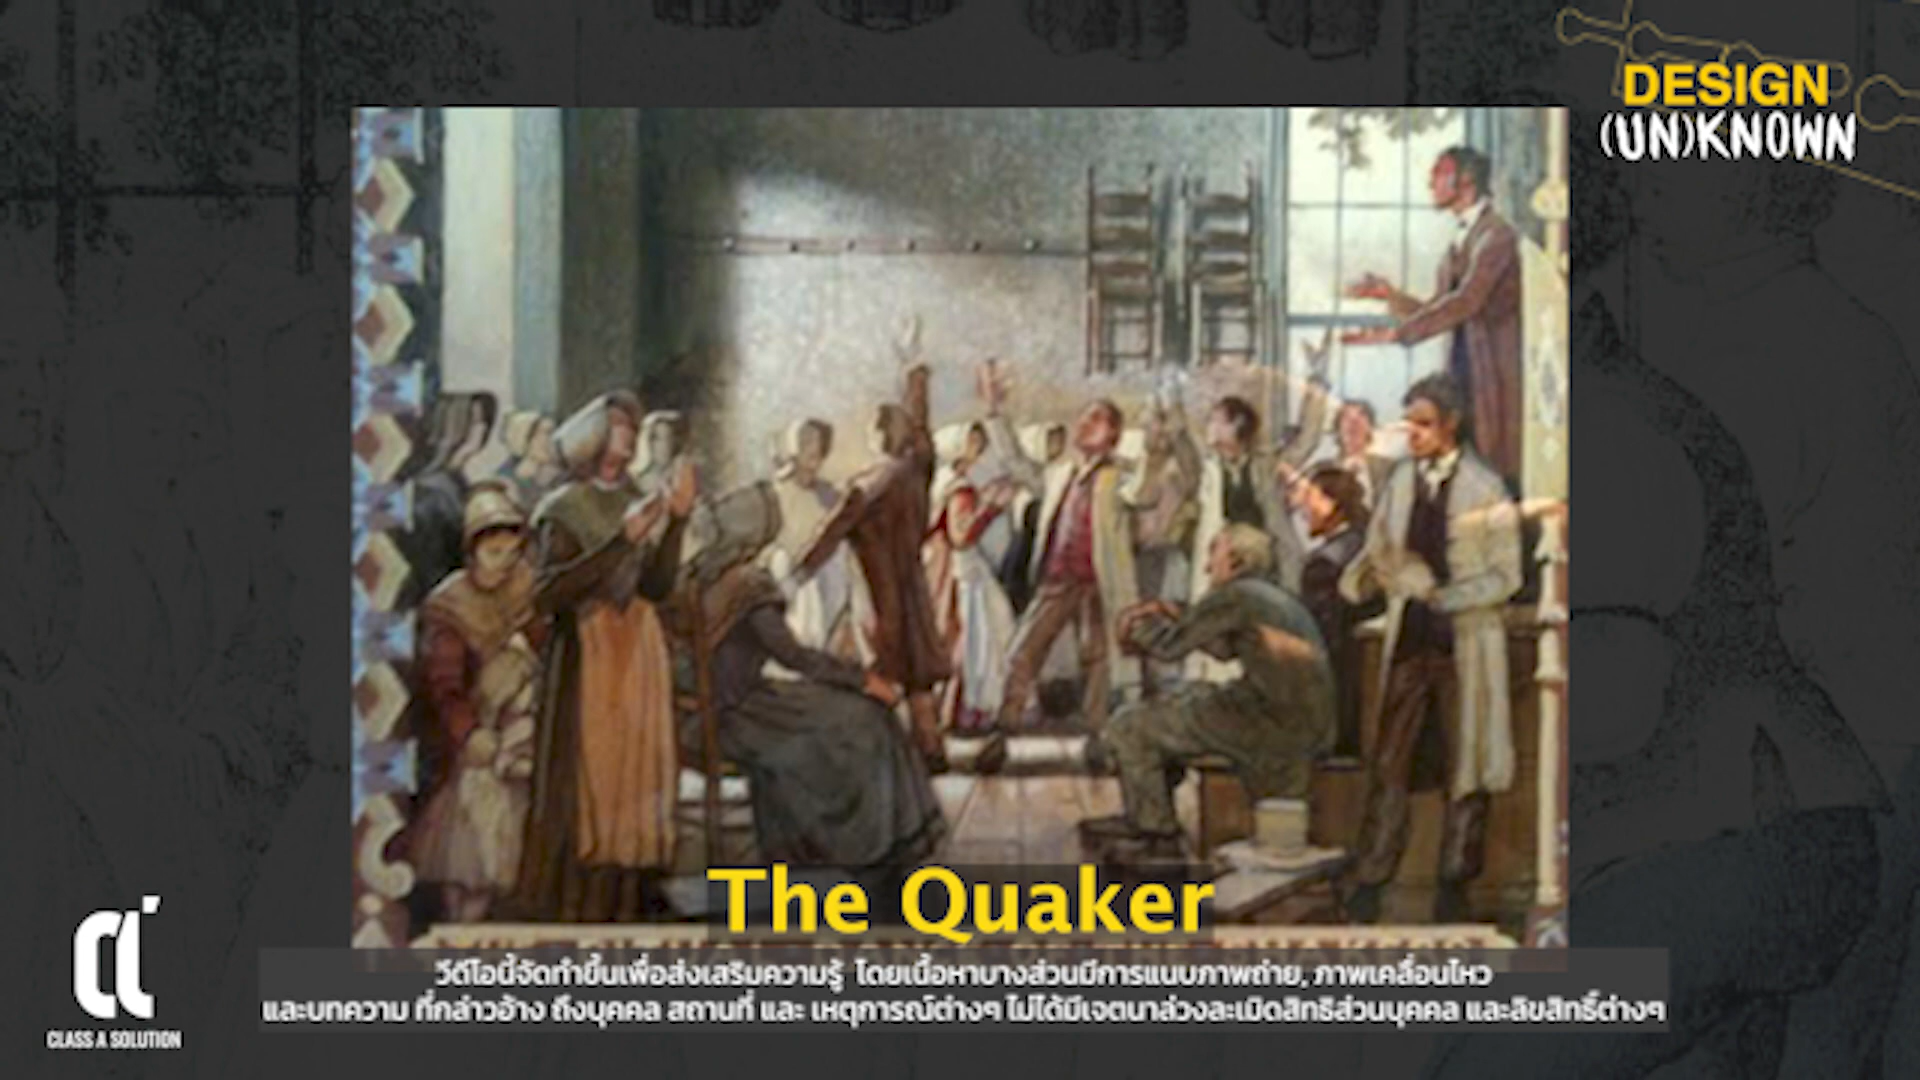 DESIGN
(UN)KNOWN
The Quaker
วีดีโอนี้จัดทำขึ้นเพื่อส่งเสริมความรู้ โดยเนื้อหาบางส่วนมีการแนบภาพถ่าย, ภาพเคลื่อนไหว
และบทความ ที่กล่าวอ้าง ถึงบุคคล สถานที่ และ เหตุการณ์ต่างๆ ไม่ได้มีเจตนาล่วงละเมิดสิทธิส่วนบุคคล และลิขสิทธิ์ต่างๆ
CLASS A SOLUTION